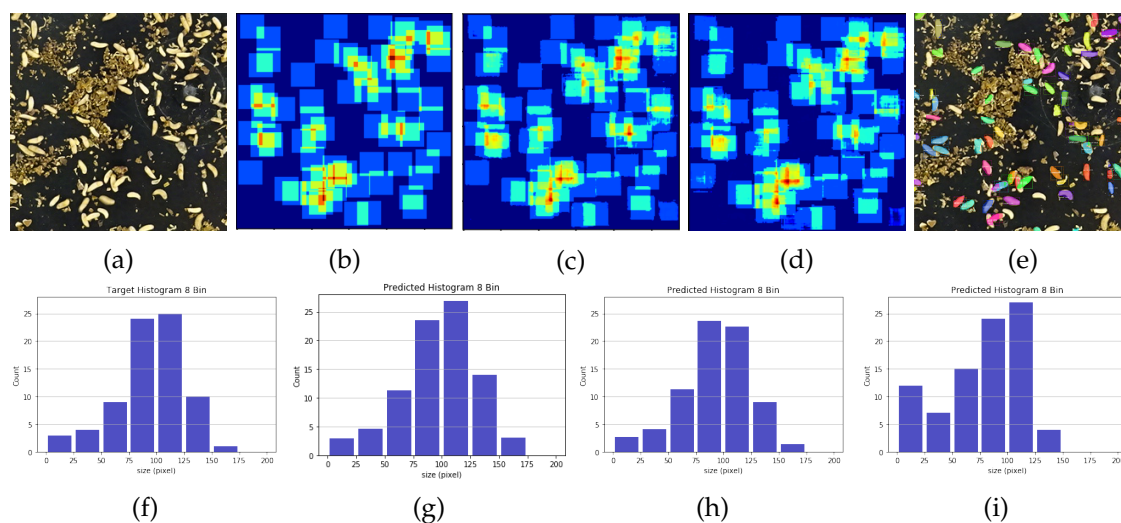 (a)
(b)
(c)
(d)
(e)
Target Histogram 8 Bin
Predicted Histogram 8 Bin
Predicted Histogram 8 Bin
Predicted Histogram 8 Bin
25
20
15
10
5
0
Count
0 25 50 75 100 125 150 175 200
size (pixel)
25
20
15
10
5
0
Count
0 25 50 75 100 125 150 175 200
size (pixel)
25
20
15
10
5
0
Count
0 25 50 75 100 125 150 175 200
size (pixel)
25
20
15
10
5
0
Count
0 25 50 75 100 125 150 175 200
size (pixel)
(f)
(g)
(h)
(i)